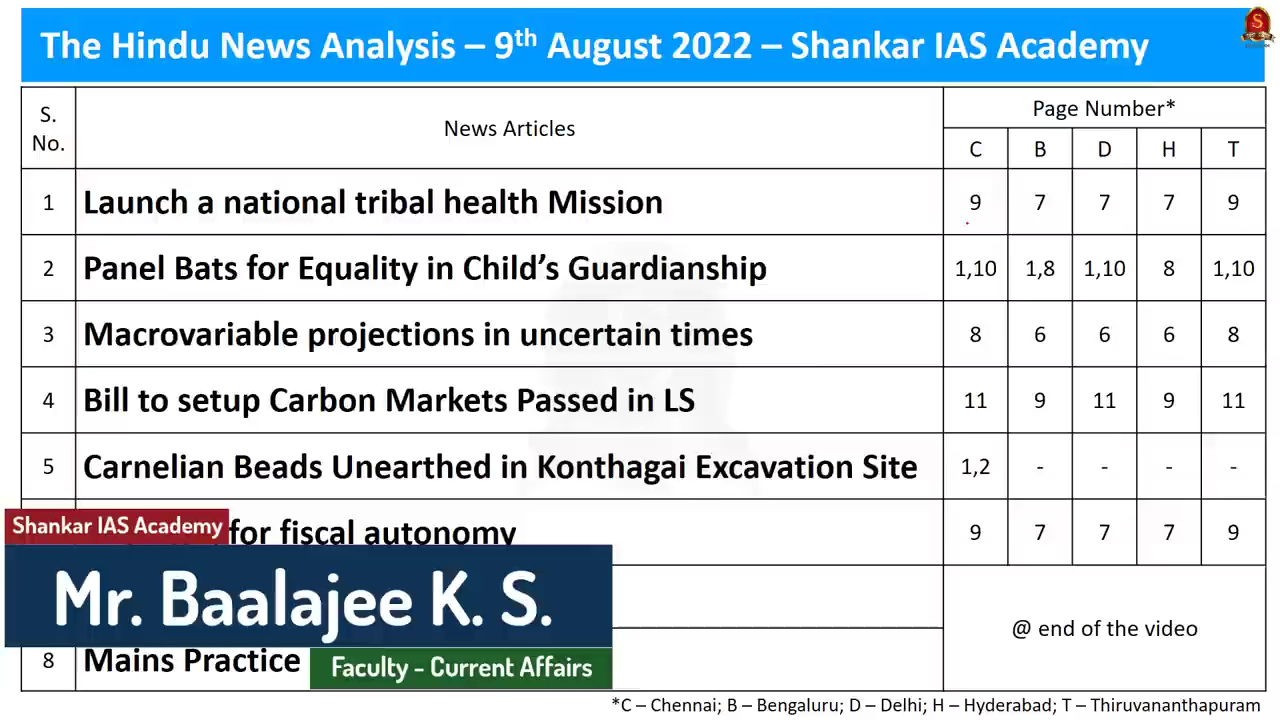 The Hindu News Analysis – 9th August 2022 – Shankar IAS Academy
S. No. News Articles Page Number*
C B D H T
1 Launch a national tribal health Mission 9 7 7 7 9
2 Panel Bats for Equality in Child's Guardianship 1,10 1,8 1,10 8 1,10
3 Macrovariable projections in uncertain times 8 6 6 6 8
4 Bill to setup Carbon Markets Passed in LS 11 9 11 9 11
5 Carnelian Beads Unearthed in Konthagai Excavation Site 1,2 - - - -
for fiscal autonomy 9 7 7 7 9
Shankar IAS Academy
Mr. Baalajee K. S.
Faculty - Current Affairs
@ end of the video
8 Mains Practice
*C – Chennai; B – Bengaluru; D – Delhi; H – Hyderabad; T – Thiruvananthapuram